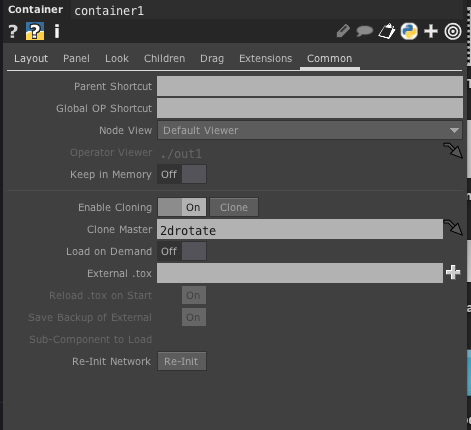 Container container1
? ? i
Layout Panel Look Children Drag Extensions Common
Parent Shortcut
Global OP Shortcut
Node View Default Viewer
Operator Viewer ./out1
Keep in Memory Off
Enable Cloning On Clone
Clone Master 2drotate
Load on Demand Off
External .tox
Reload .tox on Start On
Save Backup of External On
Sub-Component to Load
Re-Init Network Re-Init